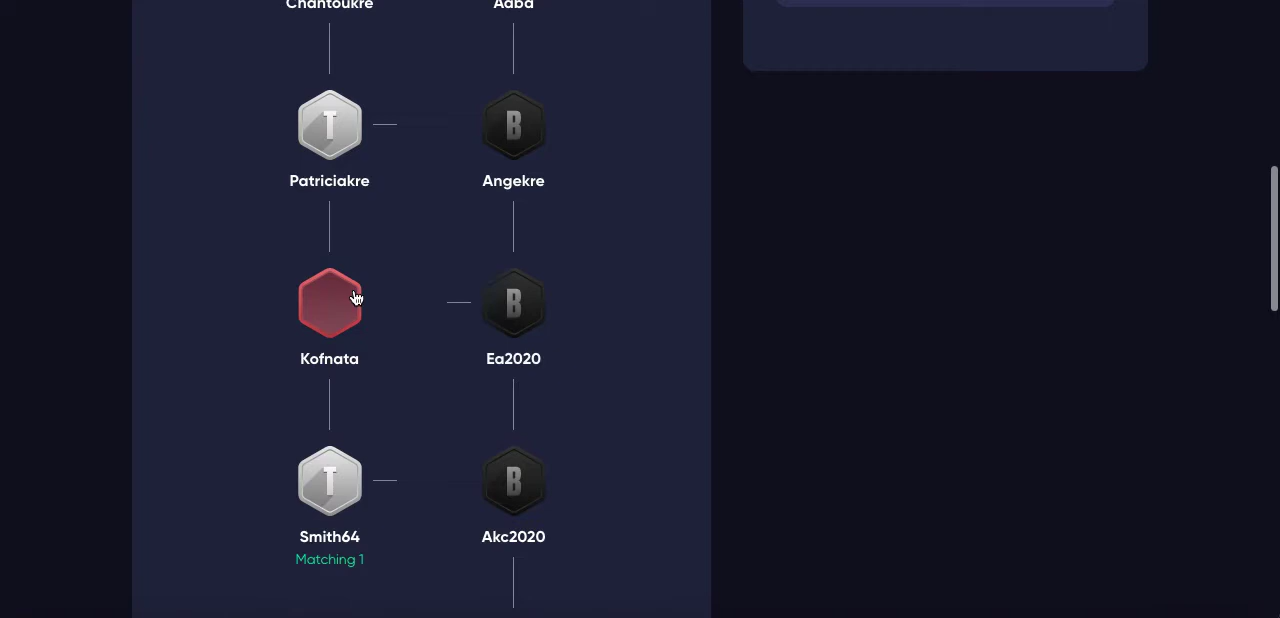 Chantoukre Aaba
T B
Patriciakre Angekre
B
Kofnata Ea2020
T B
Smith64 Akc2020
Matching 1